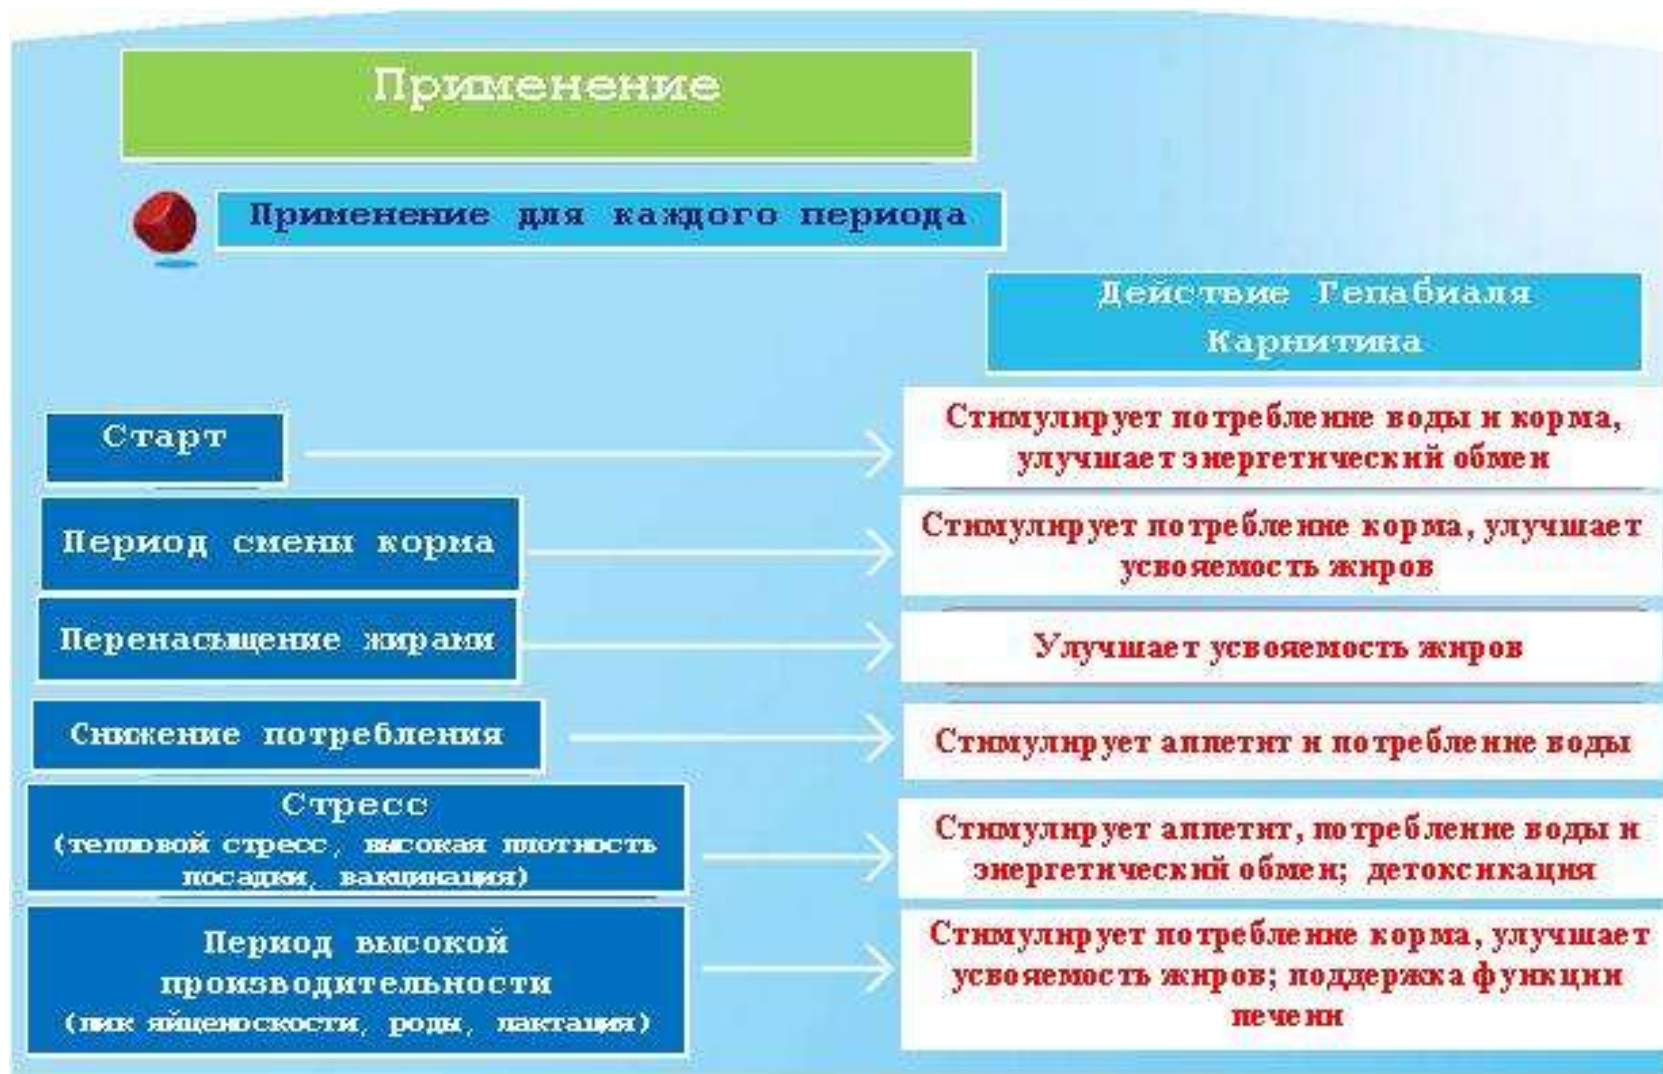 Применение
Применение для каждого периода
Действие Гепабиаля
Карнитина
Старт
Стимулирует потребление воды и корма,
улучшает энергетический обмен
Период смены корма
Стимулирует потребление корма, улучшает
усвояемость жиров
Перенасыщение жирами
Улучшает усвояемость жиров
Снижение потребления
Стимулирует аппетит и потребление воды
Стресс
(тепловой стресс, высокая плотность
посадки, вакцинация)
Стимулирует аппетит, потребление воды и
энергетический обмен; детоксикация
Период высокой
производительности
(пик яйценоскости, роды, лактация)
Стимулирует потребление корма, улучшает
усвояемость жиров; поддержка функции
печени